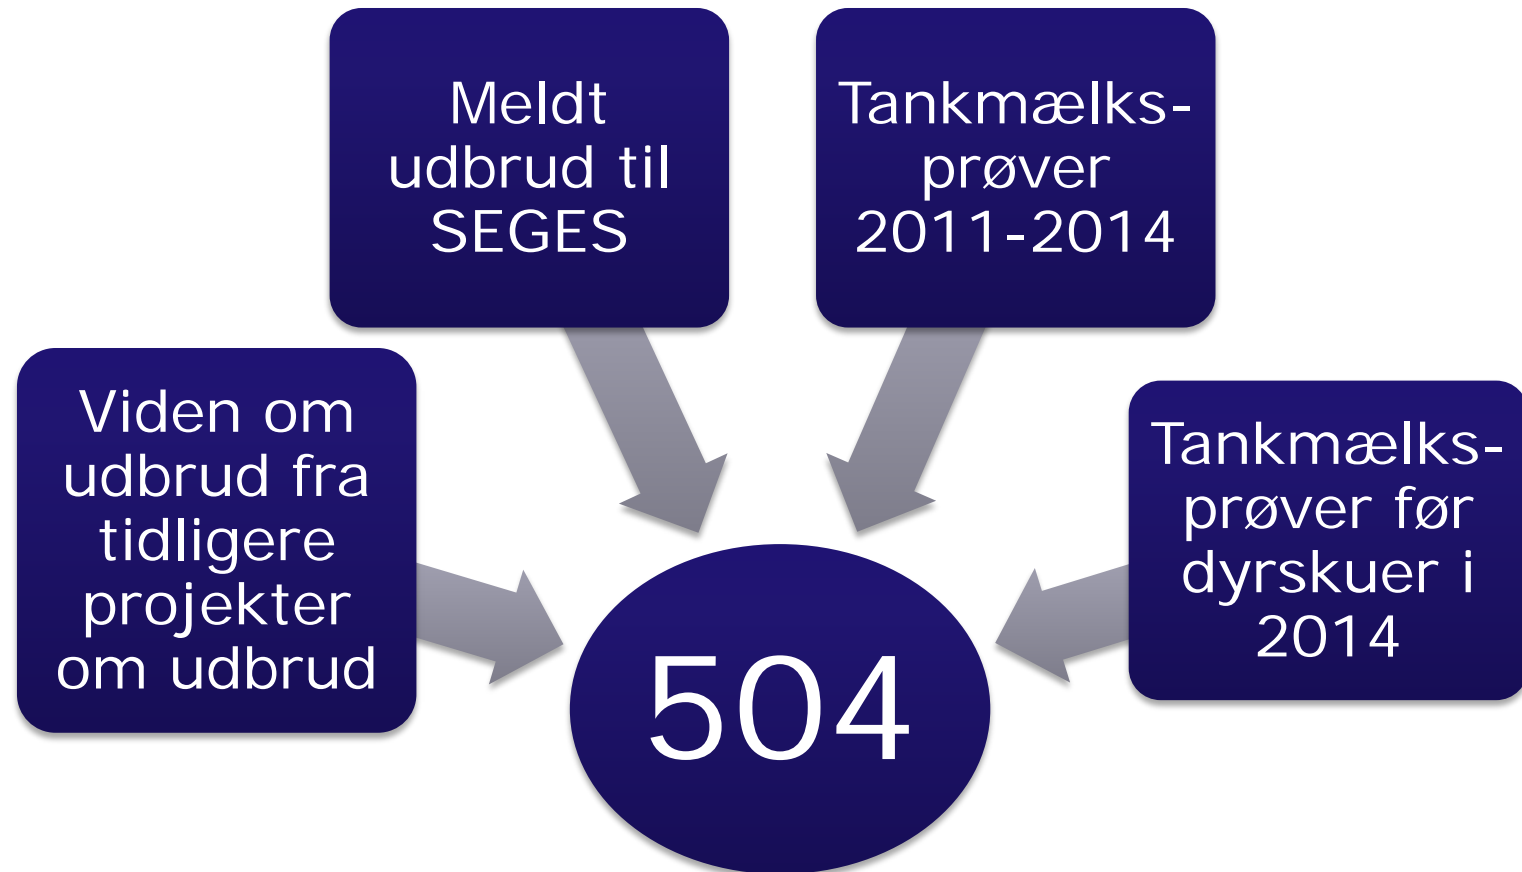 Meldt
udbrud til
SEGES
Tankmælks-
prøver
2011-2014
Viden om
udbrud fra
tidligere
projekter
om udbrud
Tankmælks-
prøver før
dyrskuer i
2014
504